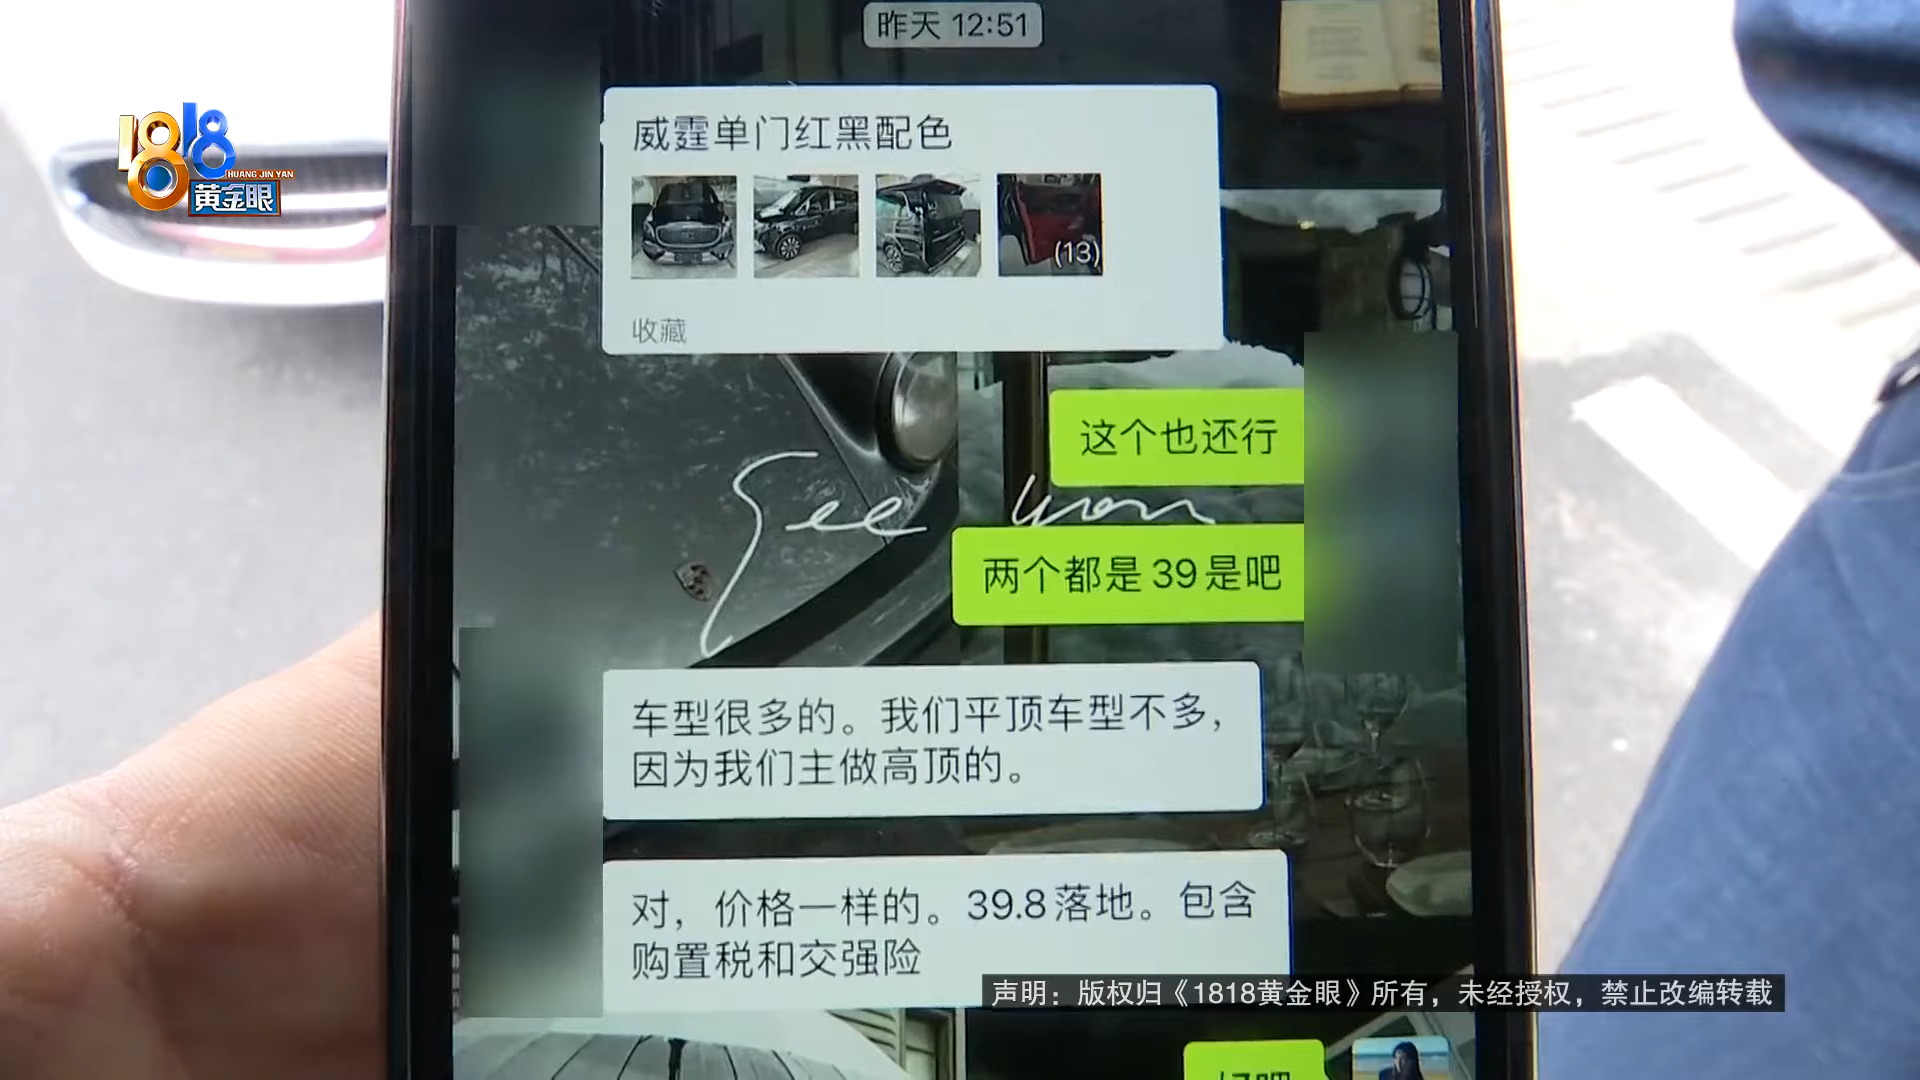 昨天 12:51
1818
HUANG JIN YAN
黄金眼
威霆单门红黑配色
(13)
收藏
这个也还行
See you
两个都是39是吧
车型很多的。我们平顶车型不多，
因为我们主做高顶的。
对，价格一样的。39.8落地。包含
购置税和交强险
声明：版权归《1818黄金眼》所有，未经授权，禁止改编转载
好吧